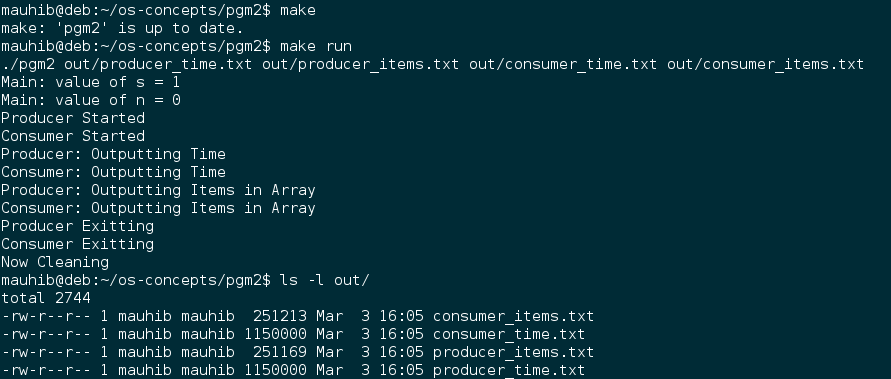 mauhib@deb:~/os-concepts/pgm2$ make
make: 'pgm2' is up to date.
mauhib@deb:~/os-concepts/pgm2$ make run
./pgm2 out/producer_time.txt out/producer_items.txt out/consumer_time.txt out/consumer_items.txt
Main: value of s = 1
Main: value of n = 0
Producer Started
Consumer Started
Producer: Outputting Time
Consumer: Outputting Time
Producer: Outputting Items in Array
Consumer: Outputting Items in Array
Producer Exitting
Consumer Exitting
Now Cleaning
mauhib@deb:~/os-concepts/pgm2$ ls -l out/
total 2744
-rw-r--r-- 1 mauhib mauhib  251213 Mar  3 16:05 consumer_items.txt
-rw-r--r-- 1 mauhib mauhib 1150000 Mar  3 16:05 consumer_time.txt
-rw-r--r-- 1 mauhib mauhib  251169 Mar  3 16:05 producer_items.txt
-rw-r--r-- 1 mauhib mauhib 1150000 Mar  3 16:05 producer_time.txt